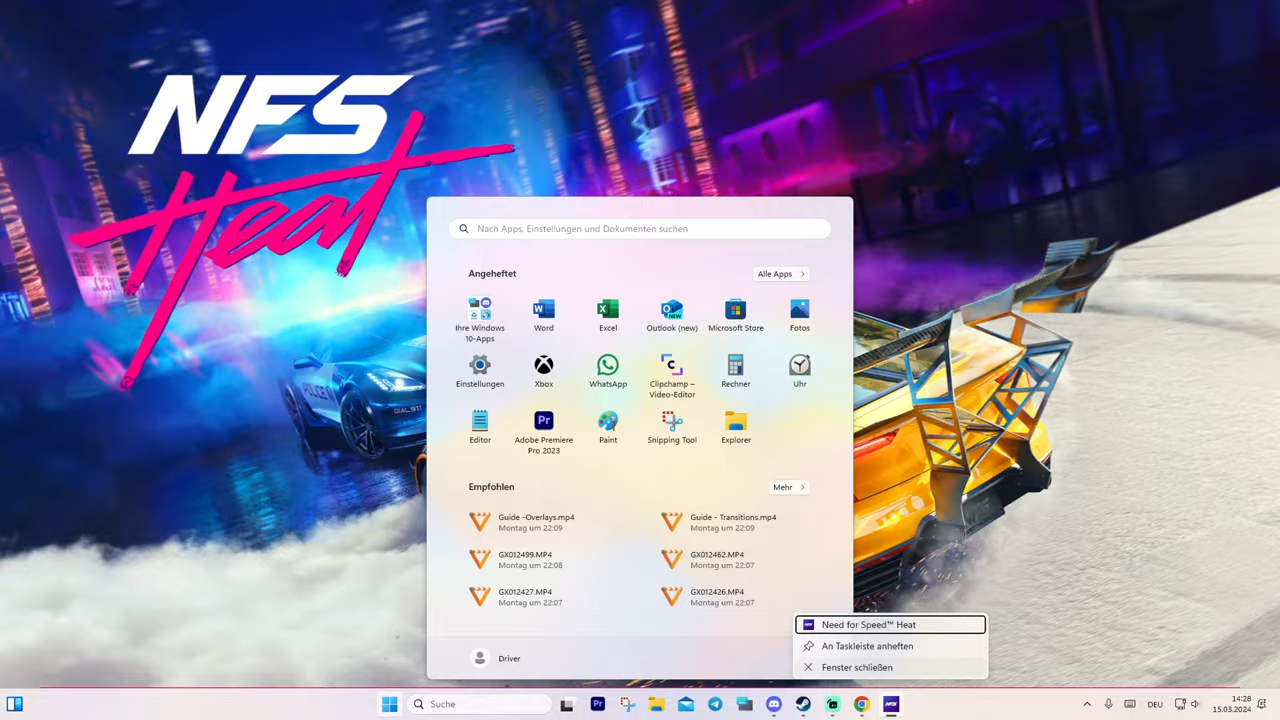 NFS
Heat
POLICE
DIAL 911
Nach Apps, Einstellungen und Dokumenten suchen
Angeheftet
Alle Apps
Ihre Windows
10-Apps
Word
Excel
Outlook (new)
Microsoft Store
Fotos
Einstellungen
Xbox
WhatsApp
Clipchamp –
Video-Editor
Rechner
Uhr
Editor
Adobe Premiere
Pro 2023
Paint
Snipping Tool
Explorer
Empfohlen
Mehr
Guide -Overlays.mp4
Montag um 22:09
Guide - Transitions.mp4
Montag um 22:09
GX012499.MP4
Montag um 22:08
GX012462.MP4
Montag um 22:07
GX012427.MP4
Montag um 22:07
GX012426.MP4
Montag um 22:07
Driver
Need for Speed™ Heat
An Taskleiste anheften
Fenster schließen
Suche
DEU
14:28
15.03.2024